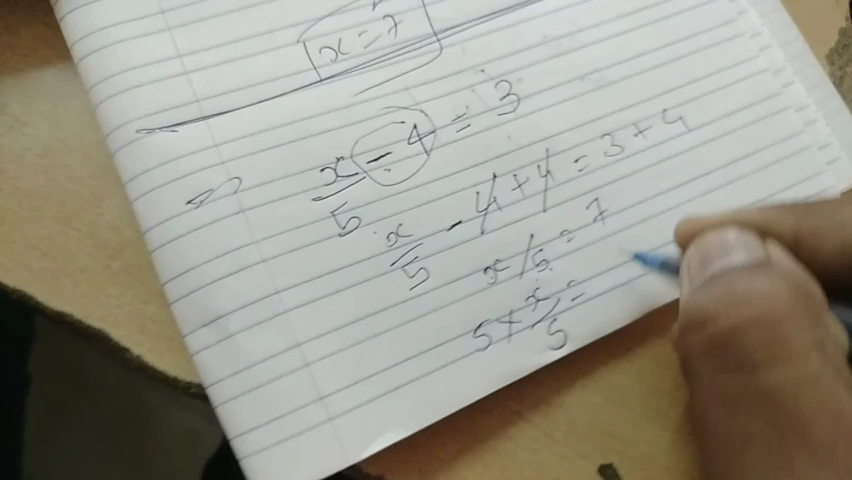 x = 7
x/5 - 4 = 3
x/5 - 4 + 4 = 3 + 4
x/5 = 7
5 × x/5 =